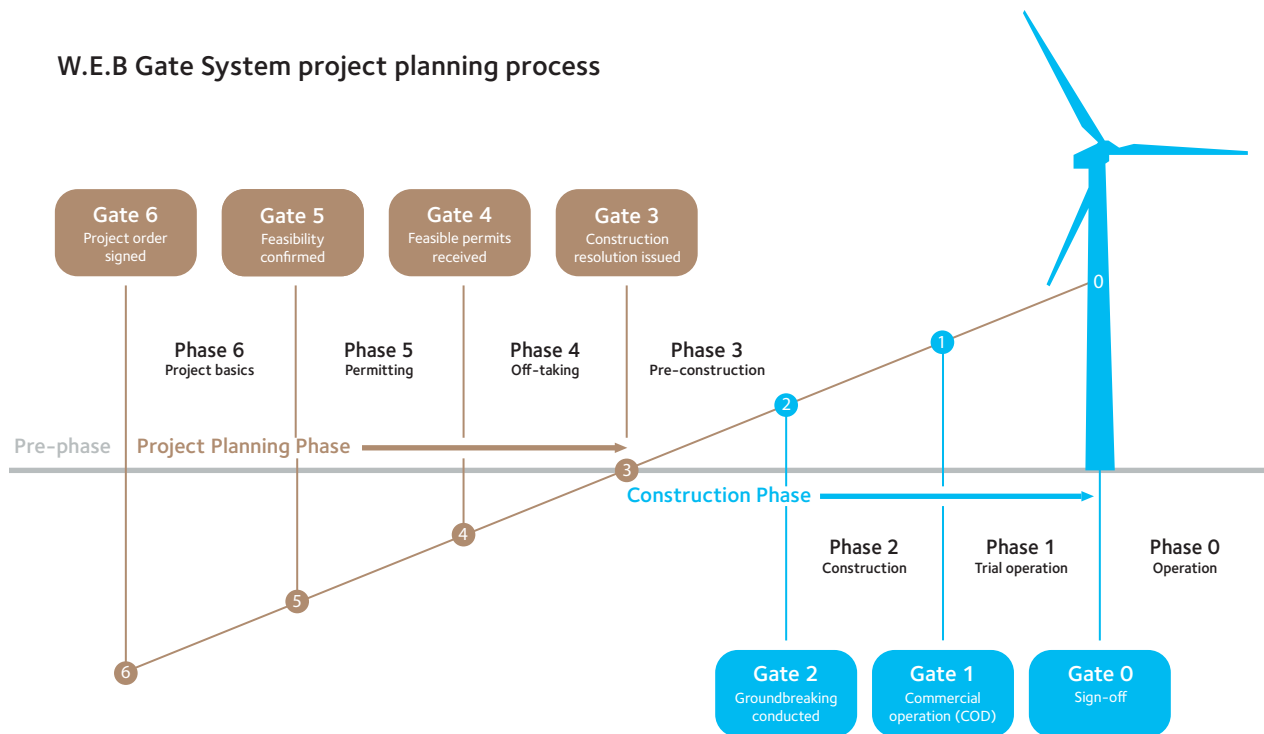 W.E.B Gate System project planning process
Gate 6
Project order
signed
Gate 5
Feasibility
confirmed
Gate 4
Feasible permits
received
Gate 3
Construction
resolution issued
0
1
2
Phase 6
Project basics
Phase 5
Permitting
Phase 4
Off-taking
Phase 3
Pre-construction
Pre-phase
Project Planning Phase
3
Construction Phase
4
5
6
Phase 2
Construction
Phase 1
Trial operation
Phase 0
Operation
Gate 2
Groundbreaking
conducted
Gate 1
Commercial
operation (COD)
Gate 0
Sign-off